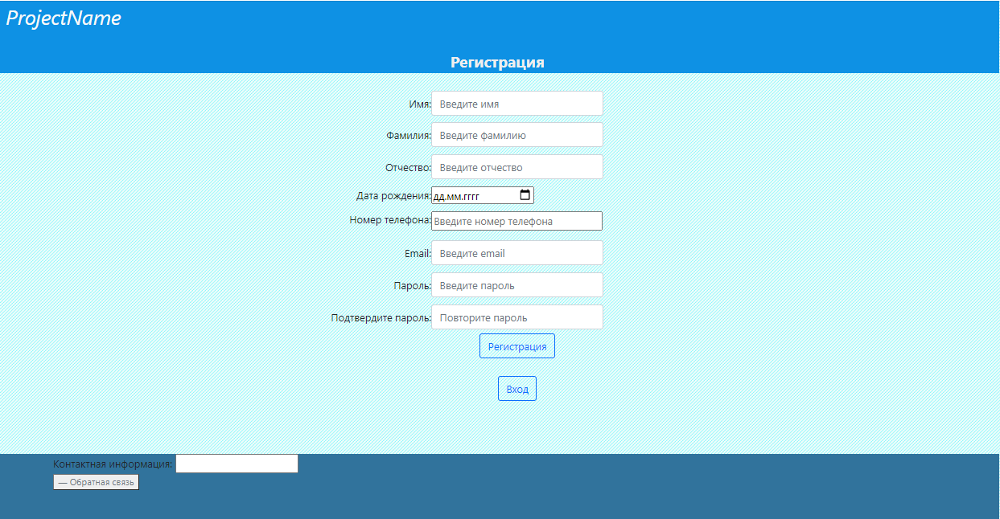 ProjectName
Регистрация
Имя: Введите имя
Фамилия: Введите фамилию
Отчество: Введите отчество
Дата рождения: дд.мм.гггг
Номер телефона: Введите номер телефона
Email: Введите email
Пароль: Введите пароль
Подтвердите пароль: Повторите пароль
Регистрация
Вход
Контактная информация:
— Обратная связь